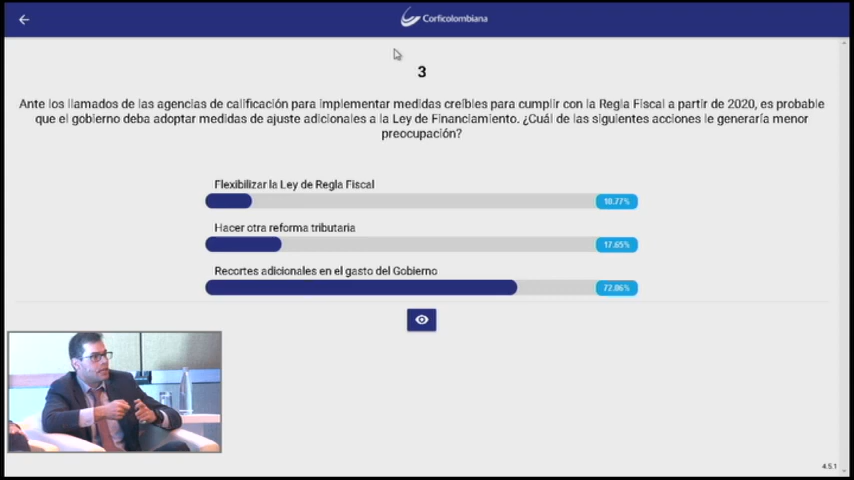 Corficolombiana
3
Ante los llamados de las agencias de calificación para implementar medidas creíbles para cumplir con la Regla Fiscal a partir de 2020, es probable
que el gobierno deba adoptar medidas de ajuste adicionales a la Ley de Financiamiento. ¿Cuál de las siguientes acciones le generaría menor
preocupación?
Flexibilizar la Ley de Regla Fiscal
10.77%
Hacer otra reforma tributaria
17.65%
Recortes adicionales en el gasto del Gobierno
72.06%
4.5.1